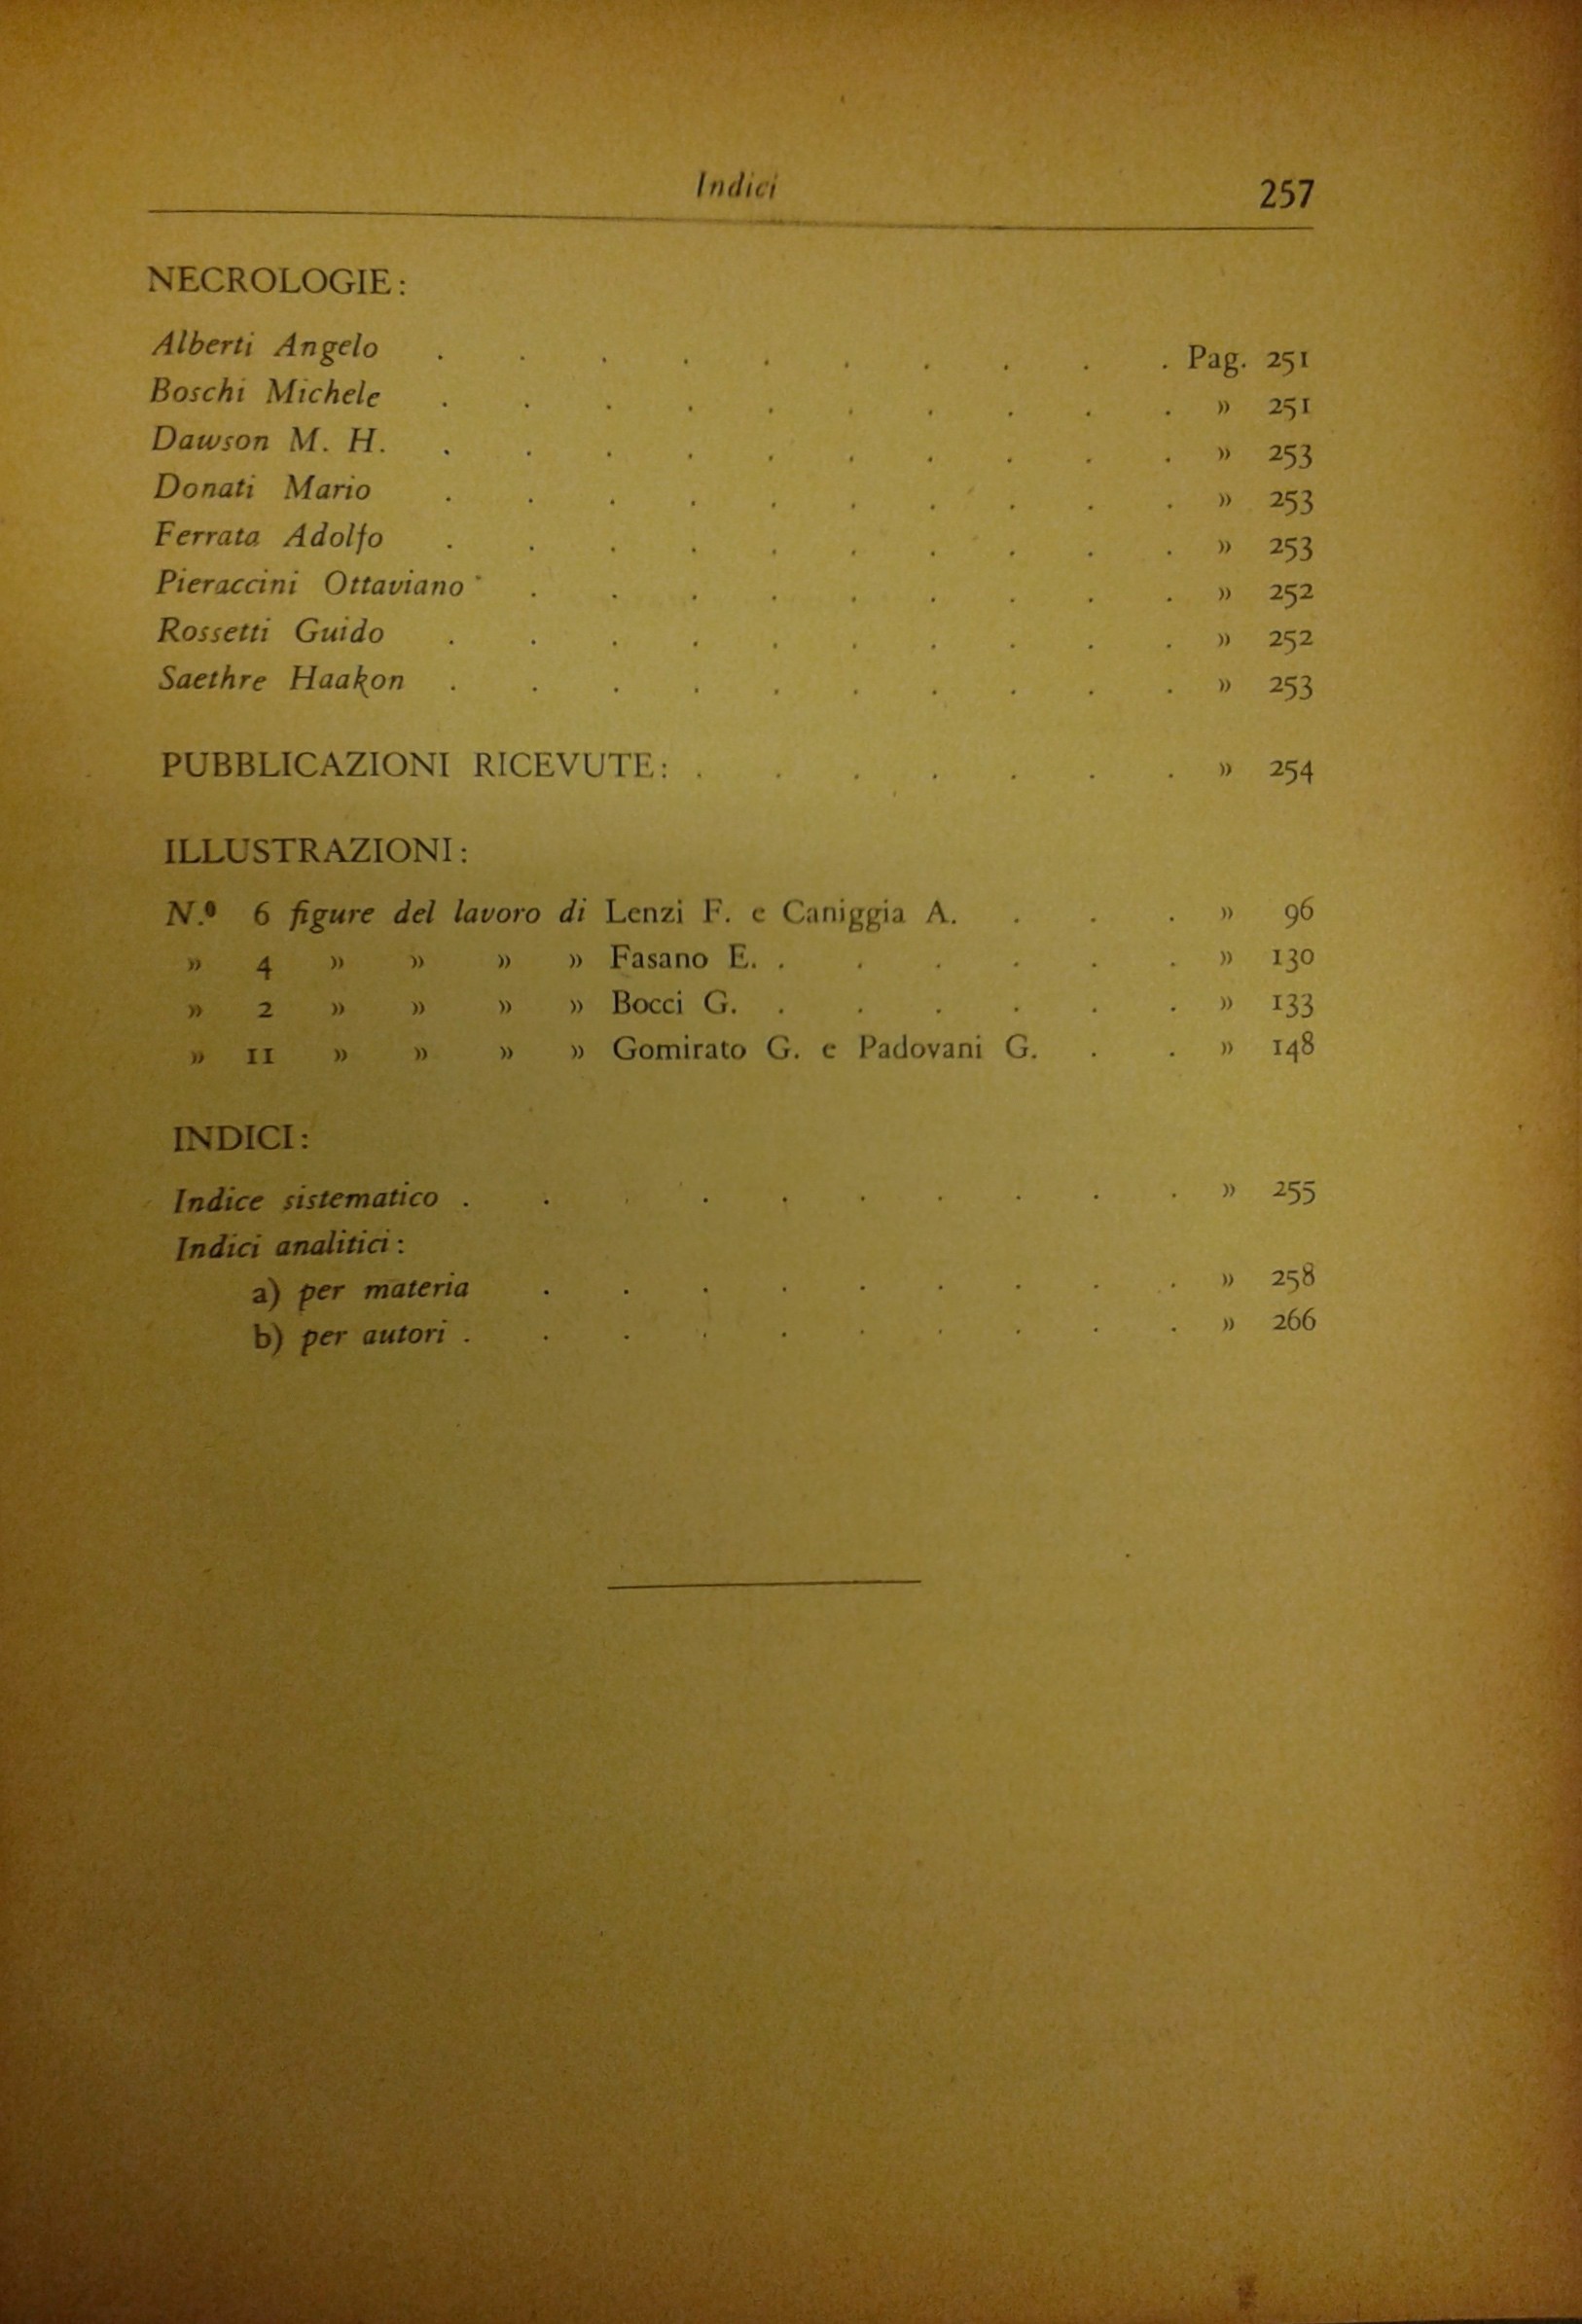 Indici 257
NECROLOGIE:
Alberti Angelo . . . . . . . . . . Pag. 251
Boschi Michele . . . . . . . . . . » 251
Dawson M. H. . . . . . . . . . . » 253
Donati Mario . . . . . . . . . . » 253
Ferrata Adolfo . . . . . . . . . . » 253
Pieraccini Ottaviano . . . . . . . . . » 252
Rossetti Guido . . . . . . . . . . » 252
Saethre Haakon . . . . . . . . . . » 253
PUBBLICAZIONI RICEVUTE: . . . . . . . » 254
ILLUSTRAZIONI:
N.º 6 figure del lavoro di Lenzi F. e Caniggia A. . . . » 96
» 4 » » » » Fasano E. . . . . . . » 130
» 2 » » » » Bocci G. . . . . . . » 133
» 11 » » » » Gomirato G. e Padovani G. . . » 148
INDICI:
Indice sistematico . . . . . . . . . . » 255
Indici analitici:
a) per materia . . . . . . . . . » 258
b) per autori . . . . . . . . . . » 266